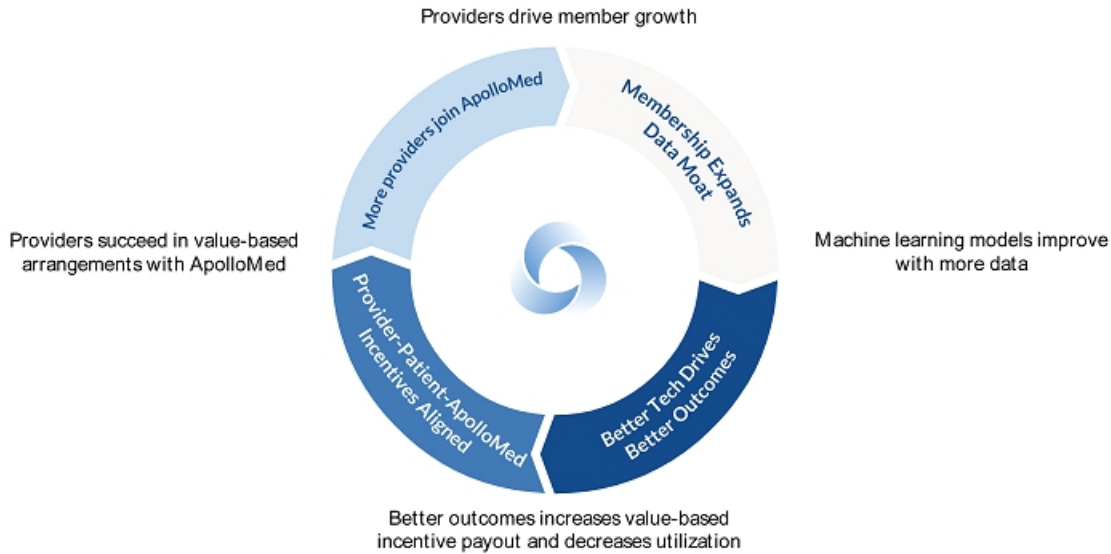 Providers drive member growth
More providers join ApolloMed
Membership Expands
Data Moat
Providers succeed in value-based
arrangements with ApolloMed
Machine learning models improve
with more data
Provider-Patient-ApolloMed
Incentives Aligned
Better Tech Drives
Better Outcomes
Better outcomes increases value-based
incentive payout and decreases utilization